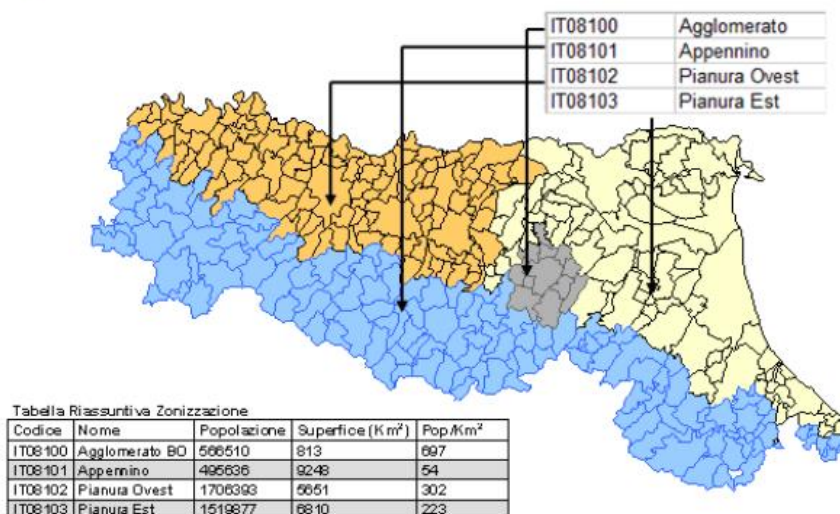 IT08100 Agglomerato
IT08101 Appennino
IT08102 Pianura Ovest
IT08103 Pianura Est
Tabella Riassuntiva Zonizzazione
Codice Nome Popolazione Superfice (Km²) Pop/Km²
IT08100 Agglomerato BO 566510 813 697
IT08101 Appennino 495636 9248 54
IT08102 Pianura Ovest 1706393 5651 302
IT08103 Pianura Est 1519877 6810 223